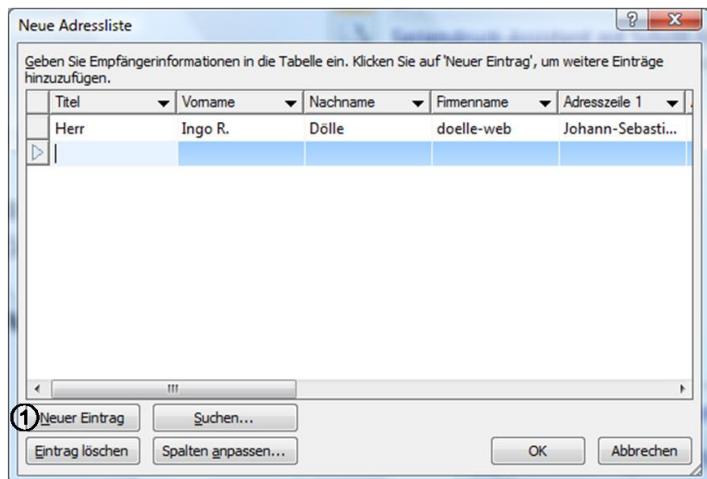 Neue Adressliste
Geben Sie Empfängerinformationen in die Tabelle ein. Klicken Sie auf 'Neuer Eintrag', um weitere Einträge
hinzuzufügen.
Titel Vorname Nachname Firmenname Adresszeile 1
Herr Ingo R. Dölle doelle-web Johann-Sebasti...
1 Neuer Eintrag Suchen...
Eintrag löschen Spalten anpassen... OK Abbrechen